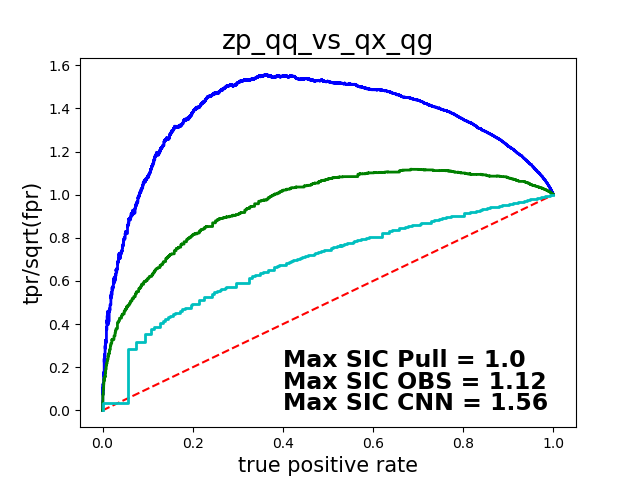 zp_qq_vs_qx_qg
1.6
1.4
1.2
1.0
0.8
0.6
0.4
0.2
0.0
tpr/sqrt(fpr)
Max SIC Pull = 1.0
Max SIC OBS = 1.12
Max SIC CNN = 1.56
0.0 0.2 0.4 0.6 0.8 1.0
true positive rate